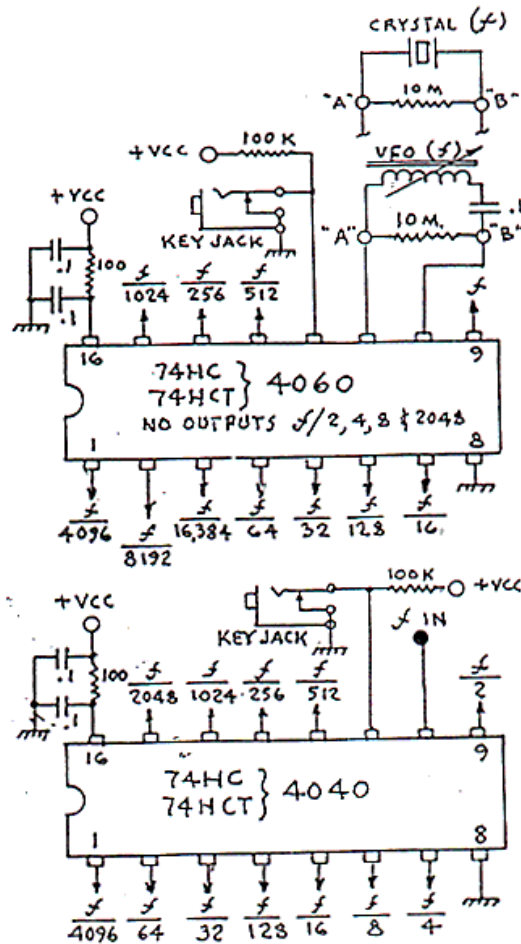 CRYSTAL (f)
"A" 10 M "B"
VFO (f)
.1
"A" 10 M. "B"
100 K
+VCC
KEY JACK
+VCC
.1
100
.1
f/1024 f/256 f/512 f
16 9
74HC
74HCT } 4060
NO OUTPUTS f/2, 4, 8 & 2048
1 8
f/4096 f/8192 f/16,384 f/64 f/32 f/128 f/16
100K
+VCC
KEY JACK
f IN
+VCC
.1
100
.1
f/2048 f/1024 f/256 f/512 f/2
16 9
74HC
74HCT } 4040
1 8
f/4096 f/64 f/32 f/128 f/16 f/8 f/4